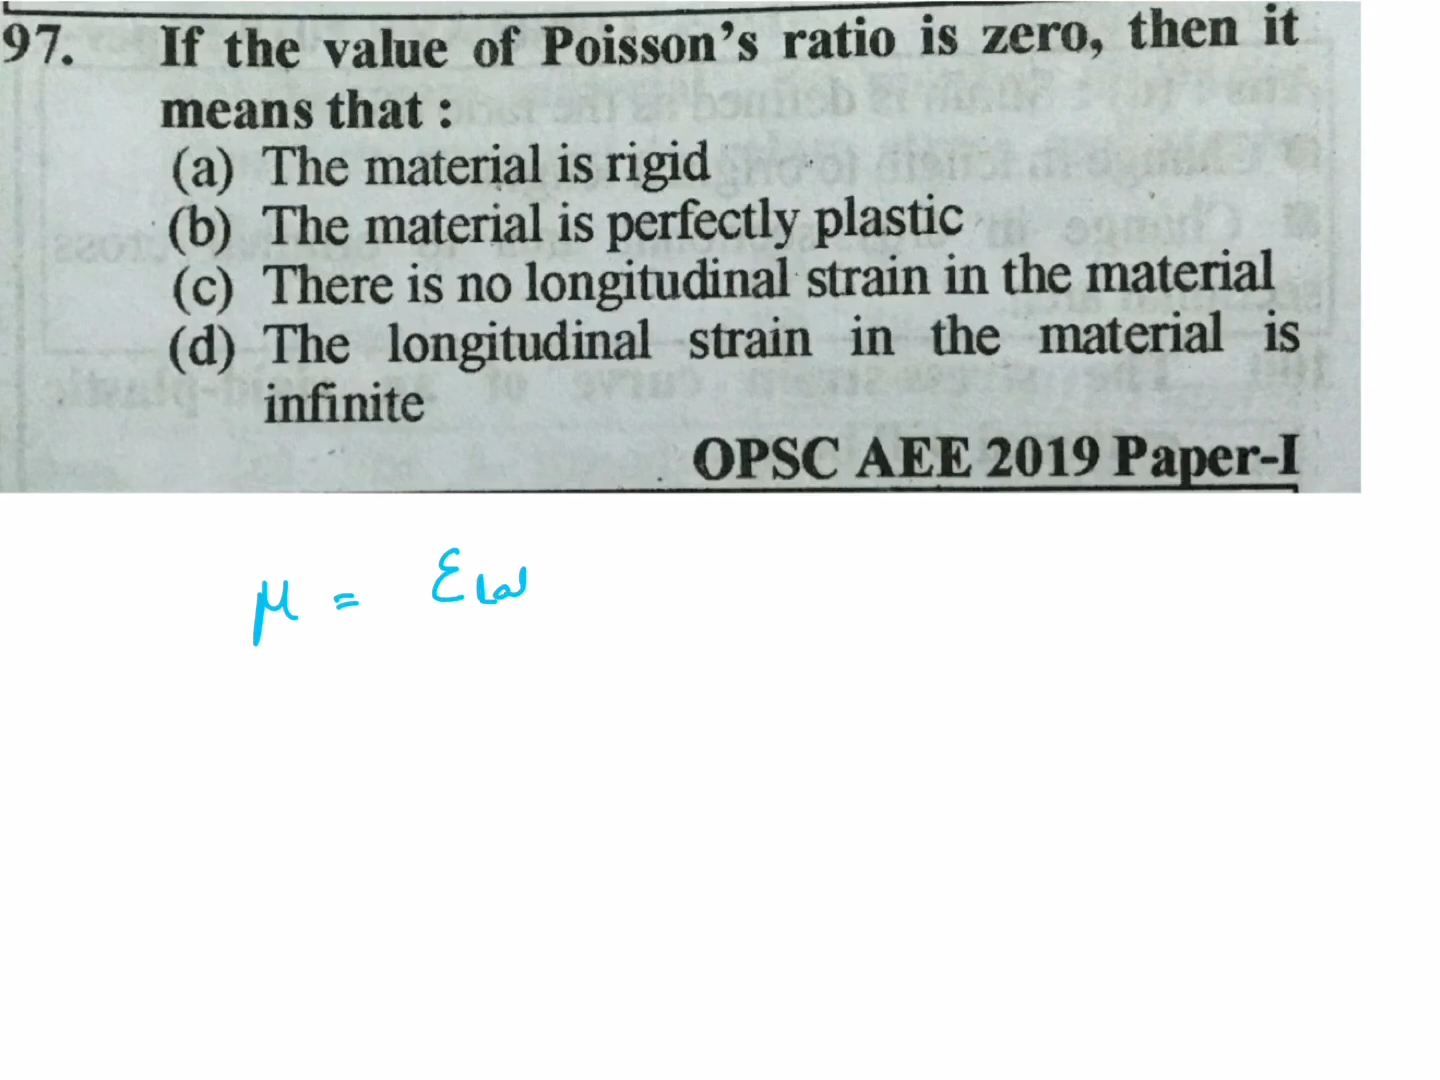 97. If the value of Poisson's ratio is zero, then it
means that :
(a) The material is rigid
(b) The material is perfectly plastic
(c) There is no longitudinal strain in the material
(d) The longitudinal strain in the material is
infinite
OPSC AEE 2019 Paper-I
μ = εlat